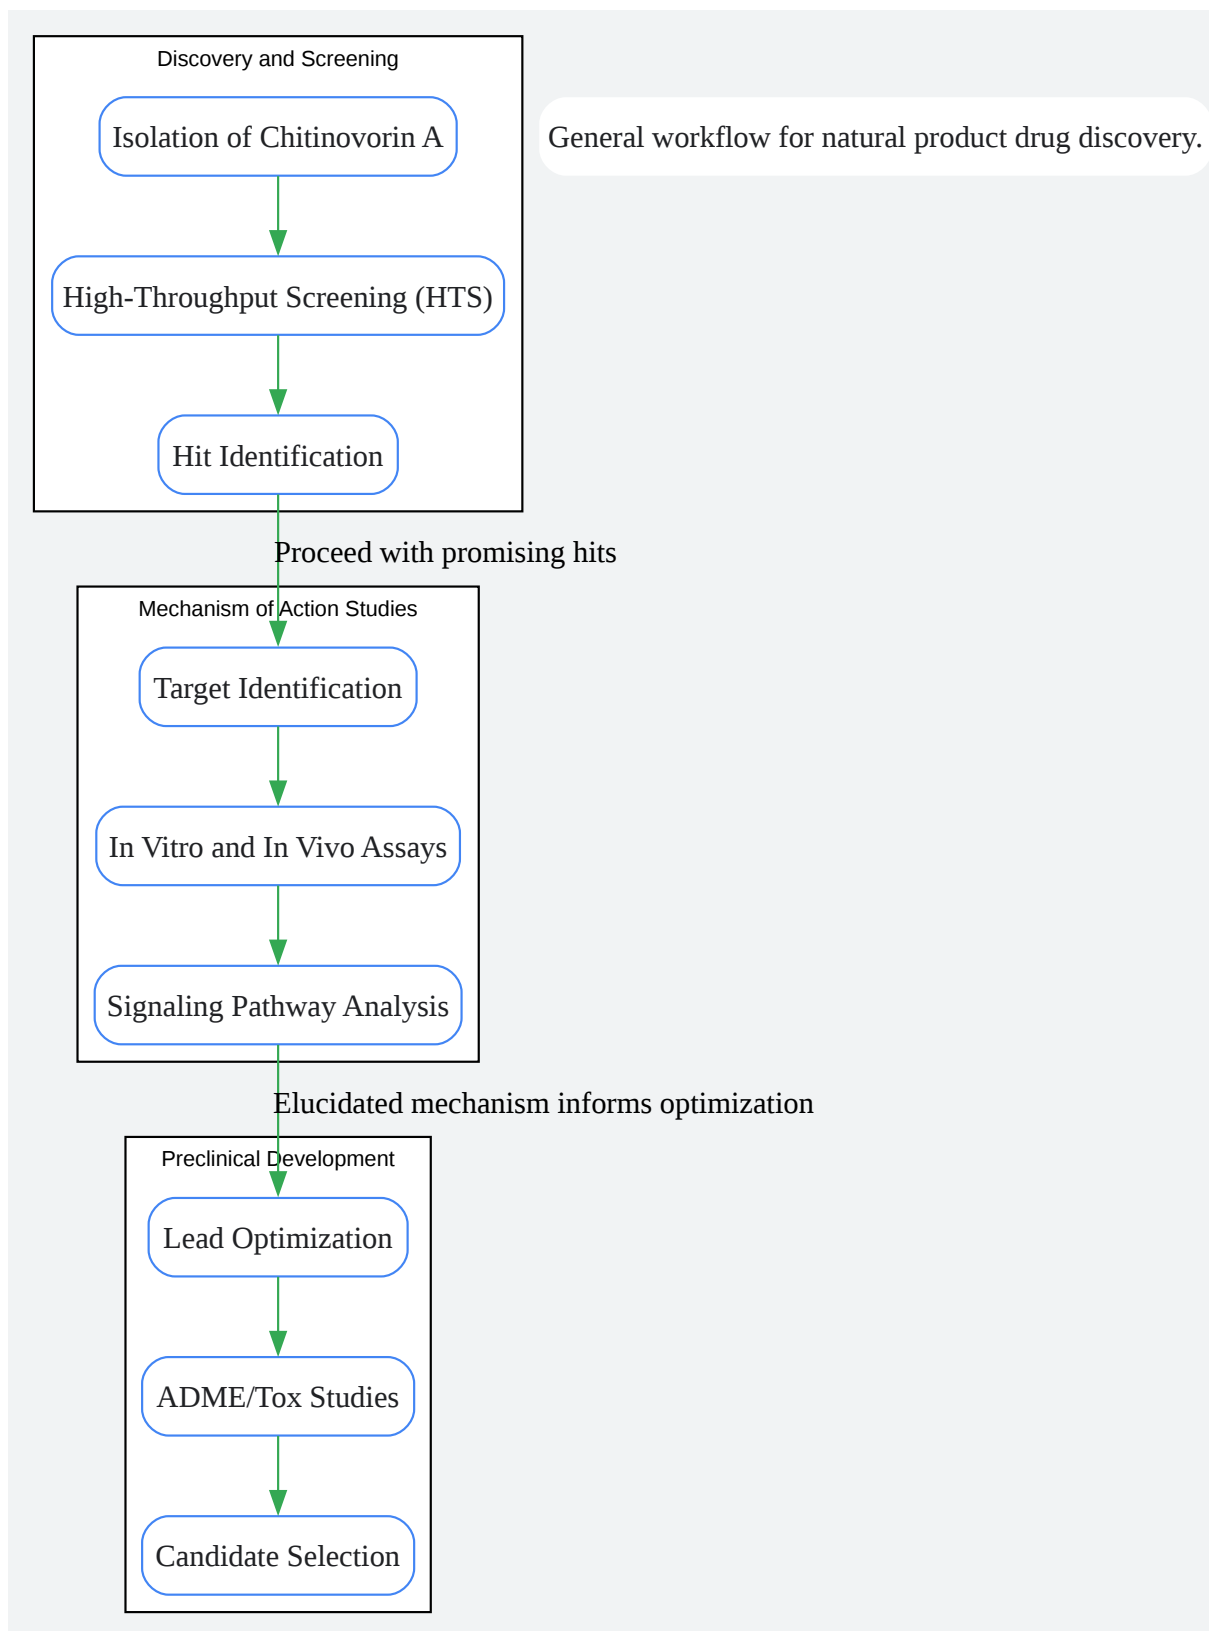 Discovery and Screening
Isolation of Chitinovorin A
General workflow for natural product drug discovery.
High-Throughput Screening (HTS)
Hit Identification
Proceed with promising hits
Mechanism of Action Studies
Target Identification
In Vitro and In Vivo Assays
Signaling Pathway Analysis
Elucidated mechanism informs optimization
Preclinical Development
Lead Optimization
ADME/Tox Studies
Candidate Selection